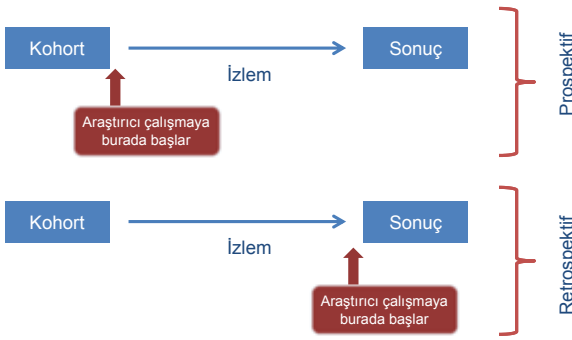 Kohort
Sonuç
İzlem
Araştırıcı çalışmaya
burada başlar
Prospektif
Kohort
Sonuç
İzlem
Araştırıcı çalışmaya
burada başlar
Retrospektif